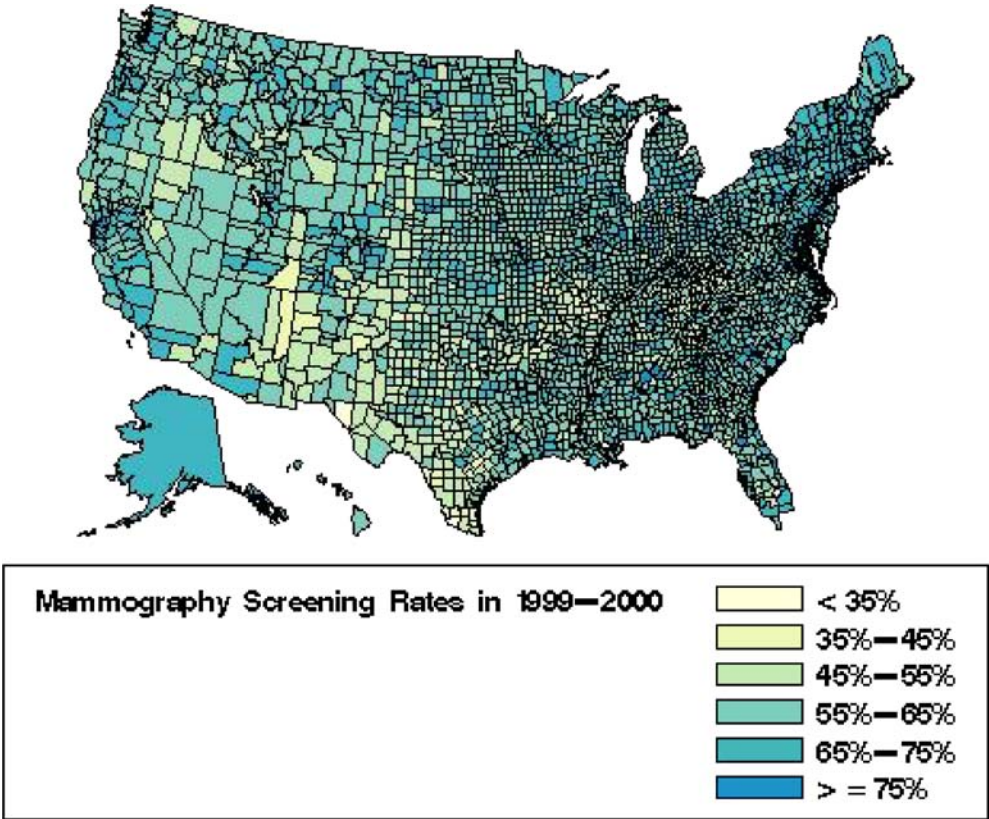 Mammography Screening Rates in 1999—2000
< 35%
35%—45%
45%—55%
55%—65%
65%—75%
> = 75%